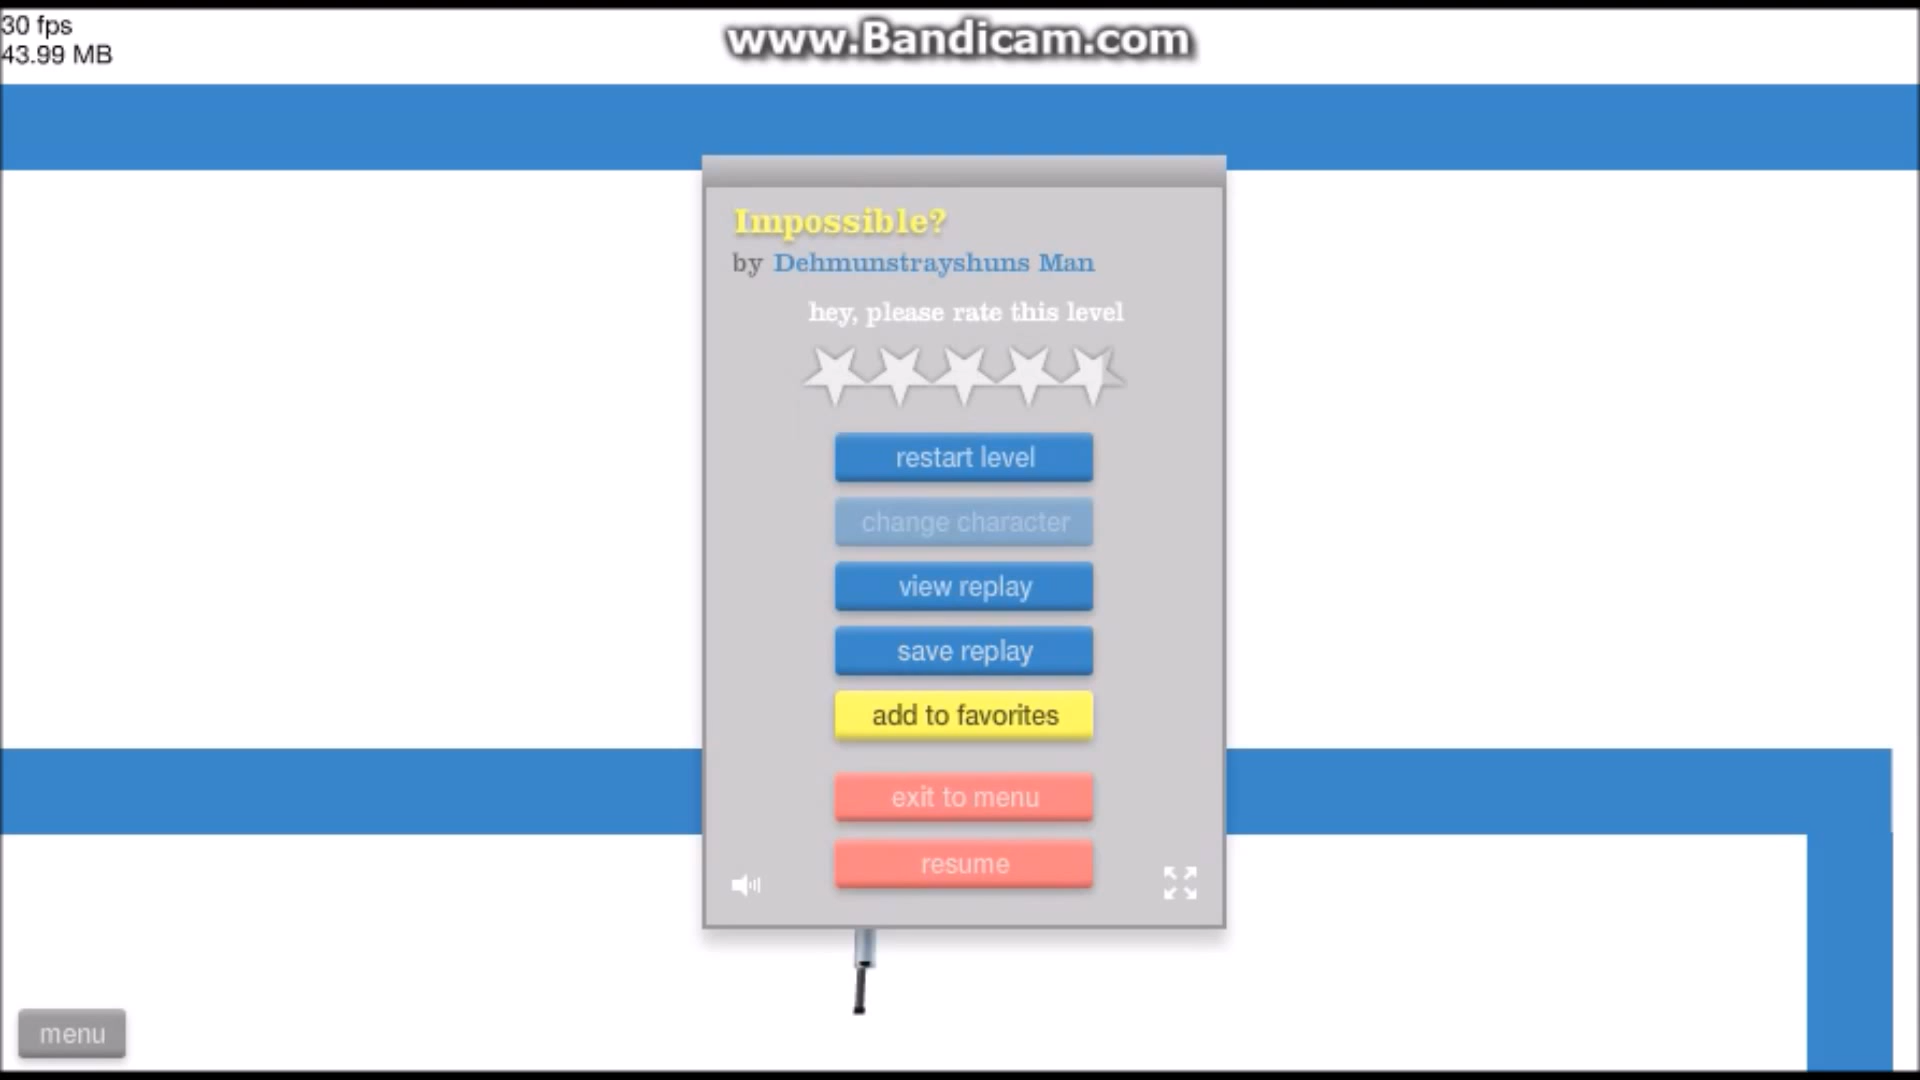 30 fps
43.99 MB
www.Bandicam.com
Impossible?
by Dehmunstrayshuns Man
hey, please rate this level
restart level
change character
view replay
save replay
add to favorites
exit to menu
resume
menu